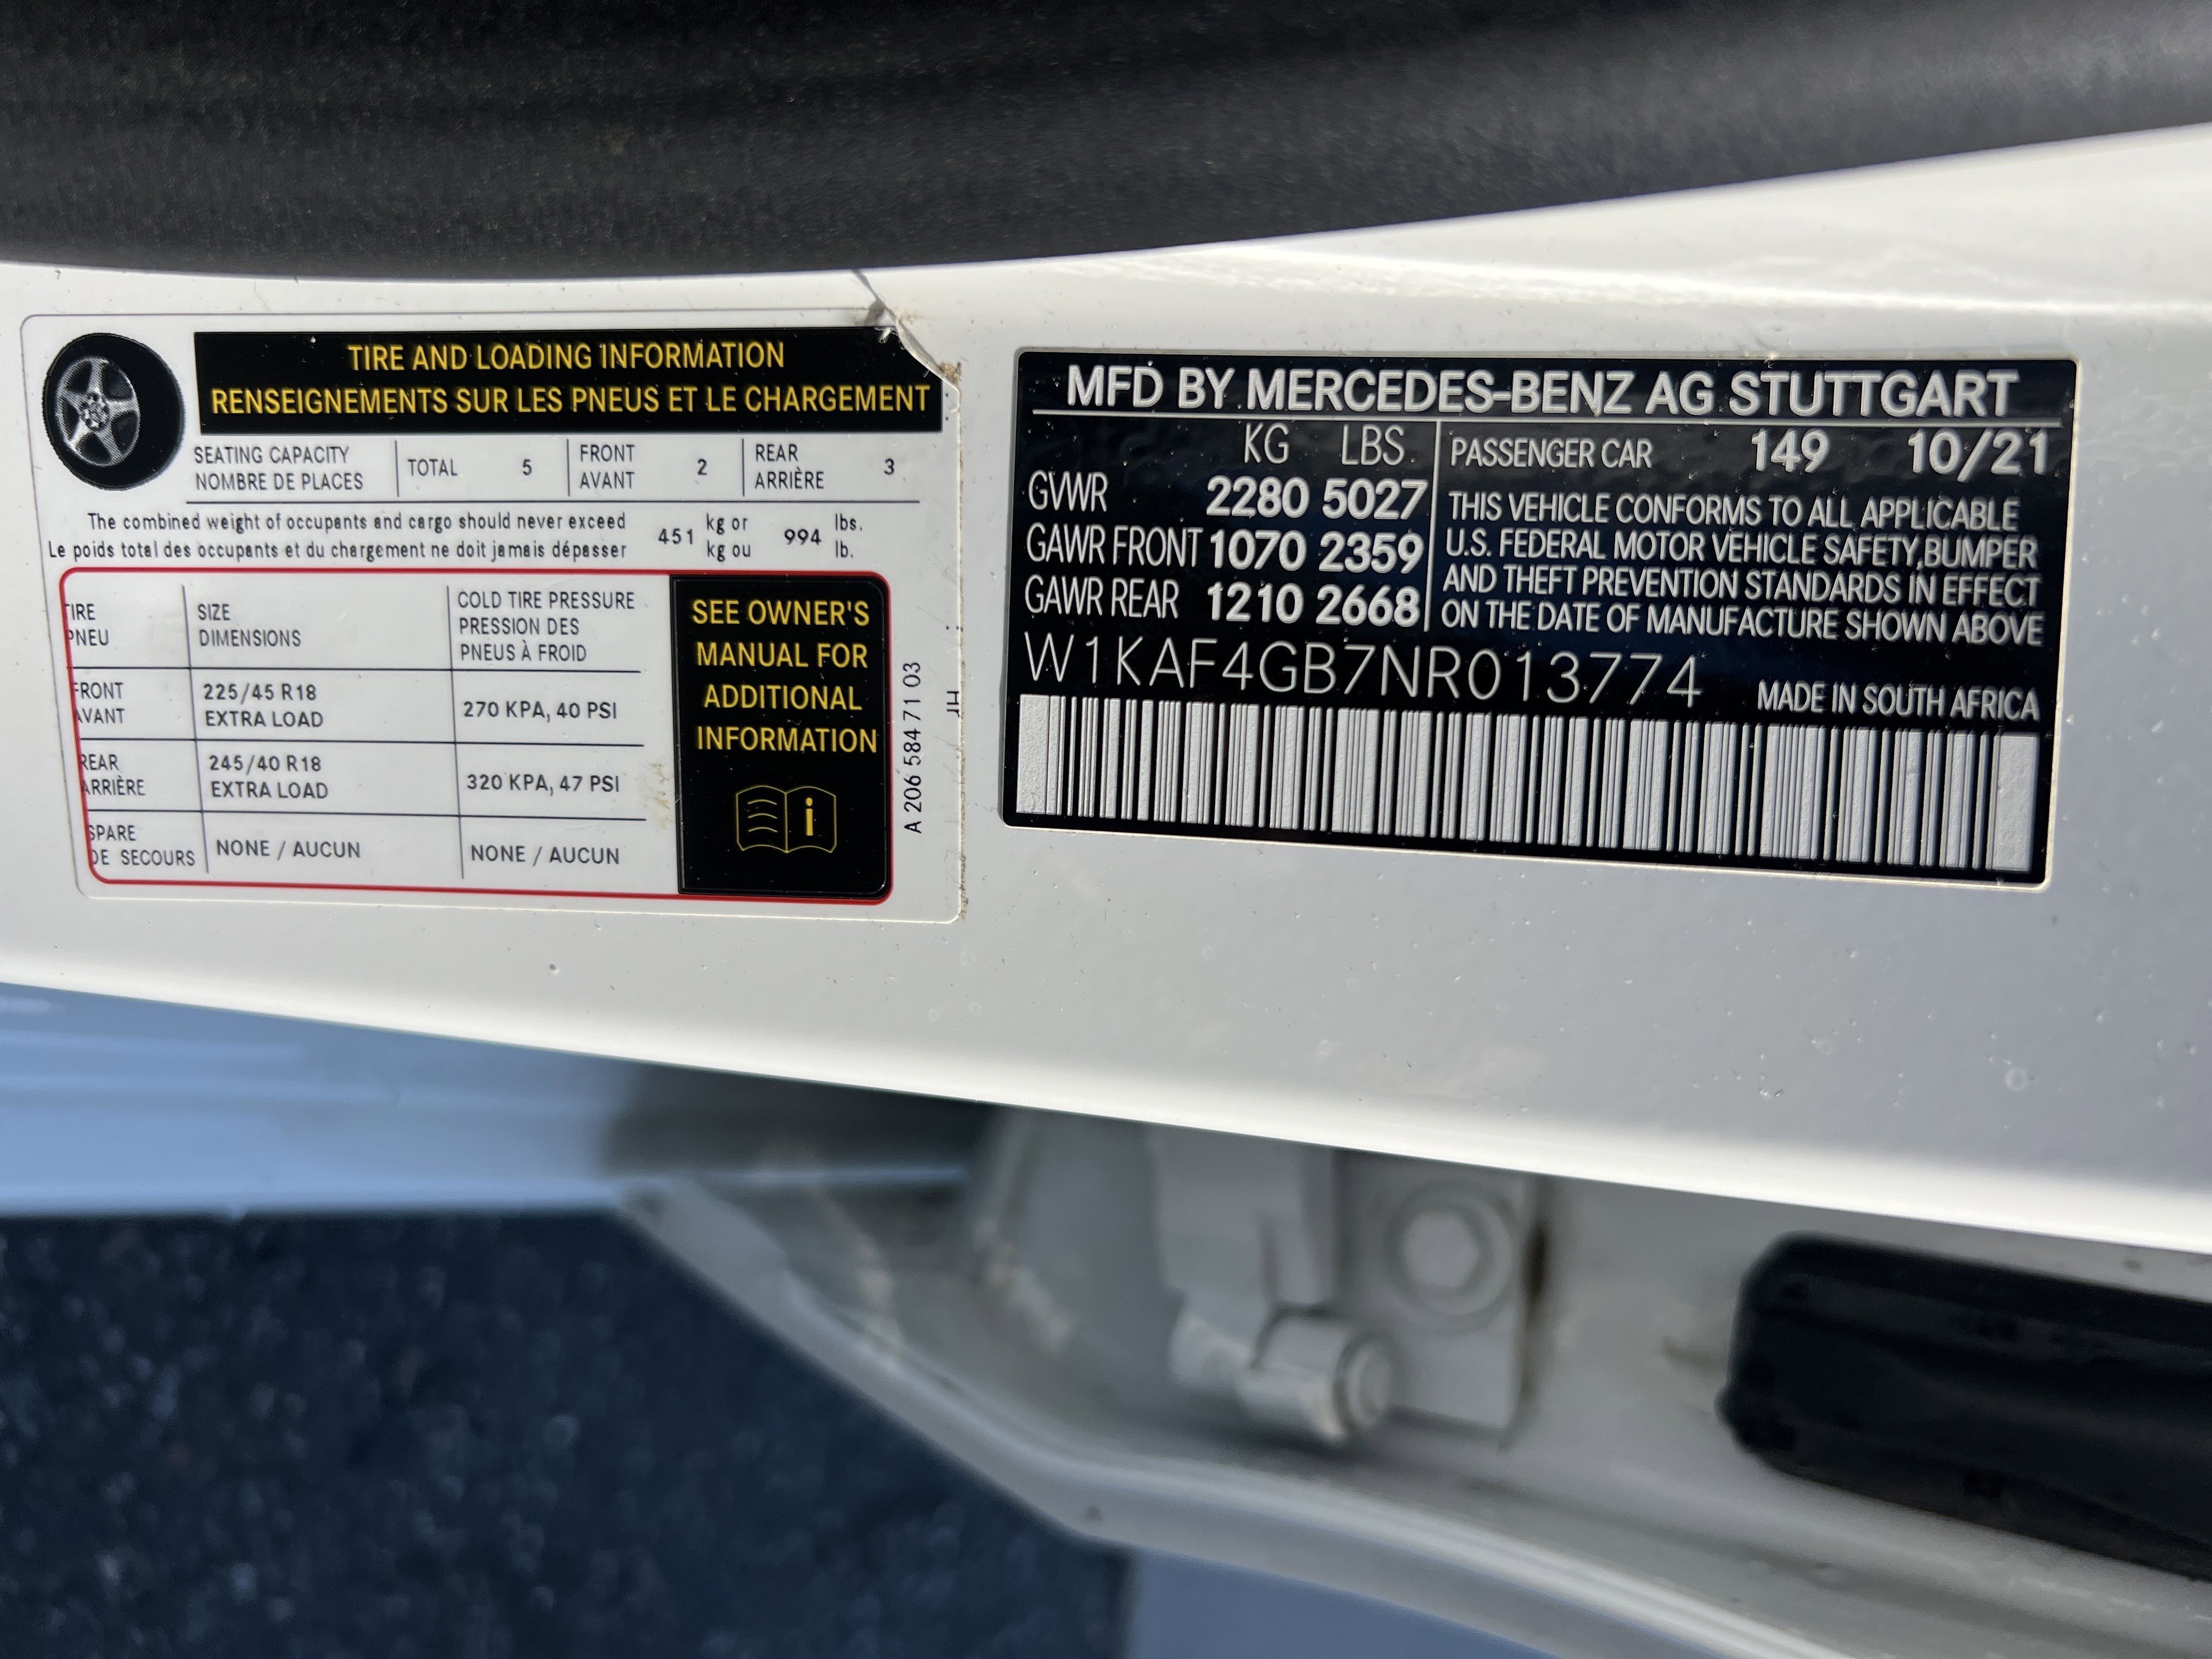 TIRE AND LOADING INFORMATION
RENSEIGNEMENTS SUR LES PNEUS ET LE CHARGEMENT
SEATING CAPACITY
NOMBRE DE PLACES
TOTAL 5
FRONT
AVANT
2
REAR
ARRIÈRE
3
The combined weight of occupants and cargo should never exceed
Le poids total des occupants et du chargement ne doit jamais dépasser
451
kg or
kg ou
994
lbs.
lb.
TIRE
PNEU
SIZE
DIMENSIONS
COLD TIRE PRESSURE
PRESSION DES
PNEUS À FROID
FRONT
AVANT
225/45 R18
EXTRA LOAD
270 KPA, 40 PSI
REAR
ARRIÈRE
245/40 R18
EXTRA LOAD
320 KPA, 47 PSI
SPARE
DE SECOURS
NONE / AUCUN
NONE / AUCUN
SEE OWNER'S
MANUAL FOR
ADDITIONAL
INFORMATION
i
A 206 584 71 03
MFD BY MERCEDES-BENZ AG STUTTGART
KG LBS.
GVWR 2280 5027
GAWR FRONT 1070 2359
GAWR REAR 1210 2668
PASSENGER CAR 149 10/21
THIS VEHICLE CONFORMS TO ALL APPLICABLE
U.S. FEDERAL MOTOR VEHICLE SAFETY,BUMPER
AND THEFT PREVENTION STANDARDS IN EFFECT
ON THE DATE OF MANUFACTURE SHOWN ABOVE
W1KAF4GB7NR013774
MADE IN SOUTH AFRICA